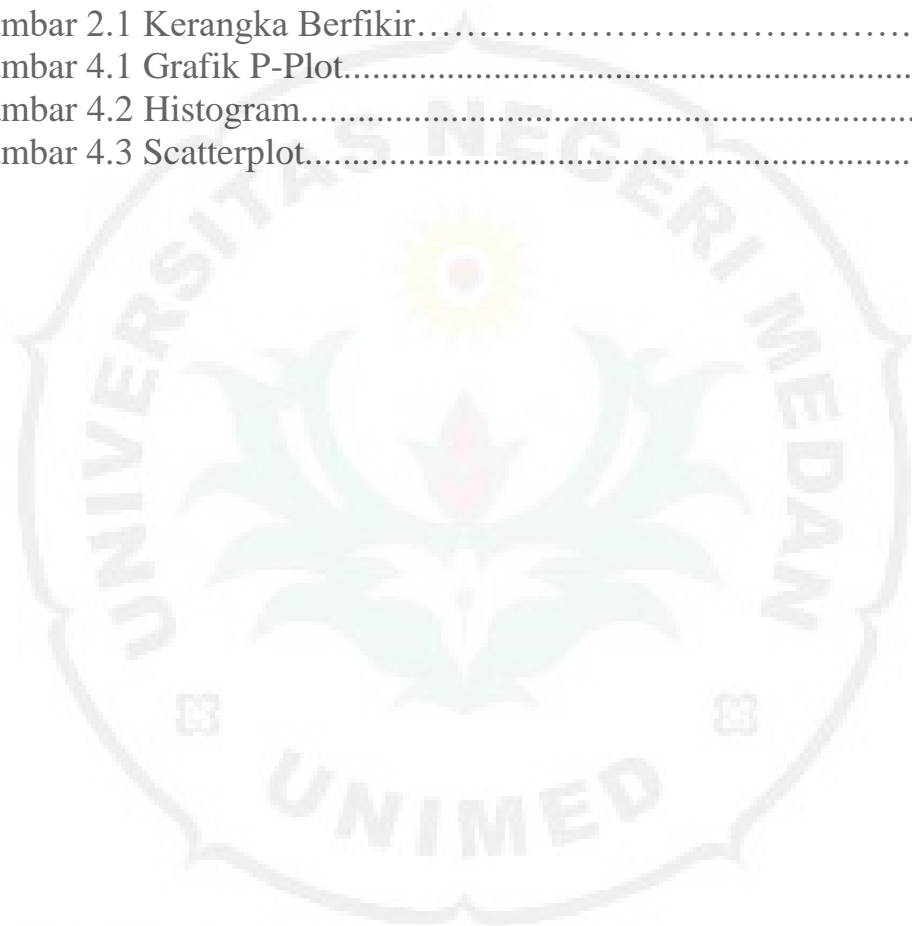 mbar 2.1 Kerangka Berfikir……………………………………
mbar 4.1 Grafik P-Plot...................................................................
mbar 4.2 Histogram........................................................................
mbar 4.3 Scatterplot........................................................................
UNIVERSITAS NEGERI MEDAN
UNIMED